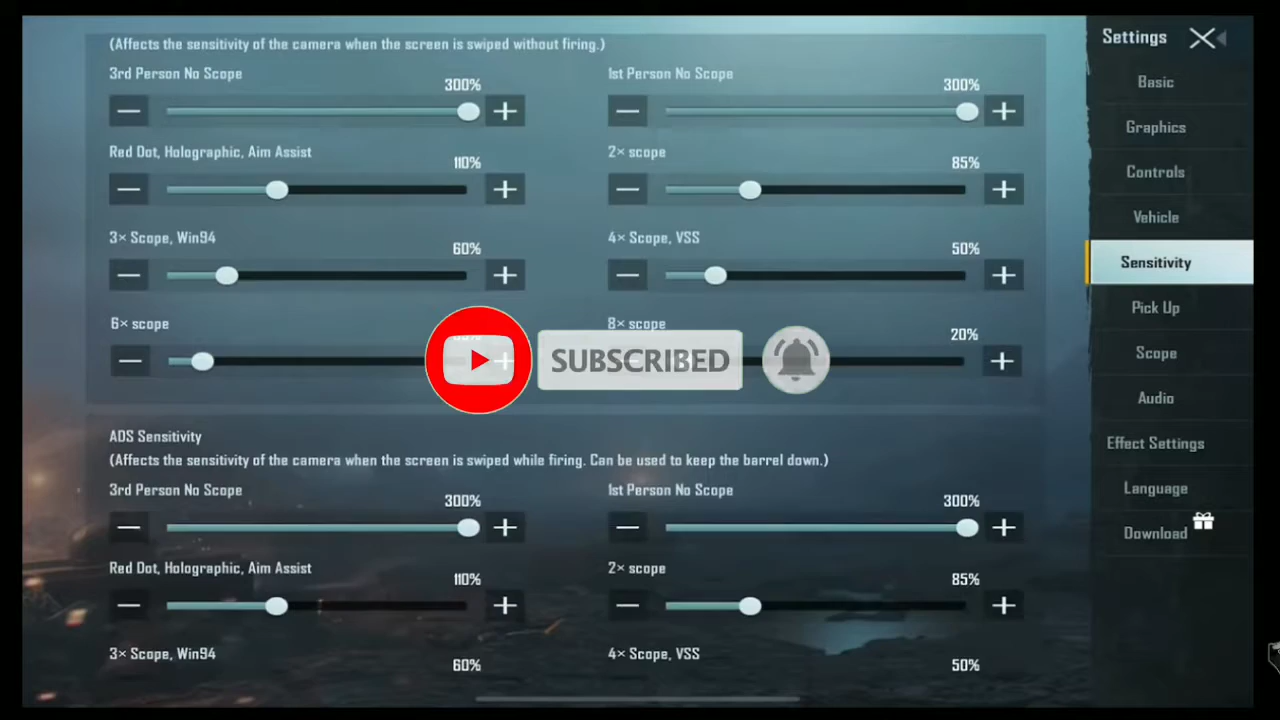 (Affects the sensitivity of the camera when the screen is swiped without firing.)
3rd Person No Scope
300%
1st Person No Scope
300%
Red Dot, Holographic, Aim Assist
110%
2× scope
85%
3× Scope, Win94
60%
4× Scope, VSS
50%
6× scope
8× scope
20%
SUBSCRIBED
ADS Sensitivity
(Affects the sensitivity of the camera when the screen is swiped while firing. Can be used to keep the barrel down.)
3rd Person No Scope
300%
1st Person No Scope
300%
Red Dot, Holographic, Aim Assist
110%
2× scope
85%
3× Scope, Win94
60%
4× Scope, VSS
50%
Settings
Basic
Graphics
Controls
Vehicle
Sensitivity
Pick Up
Scope
Audio
Effect Settings
Language
Download